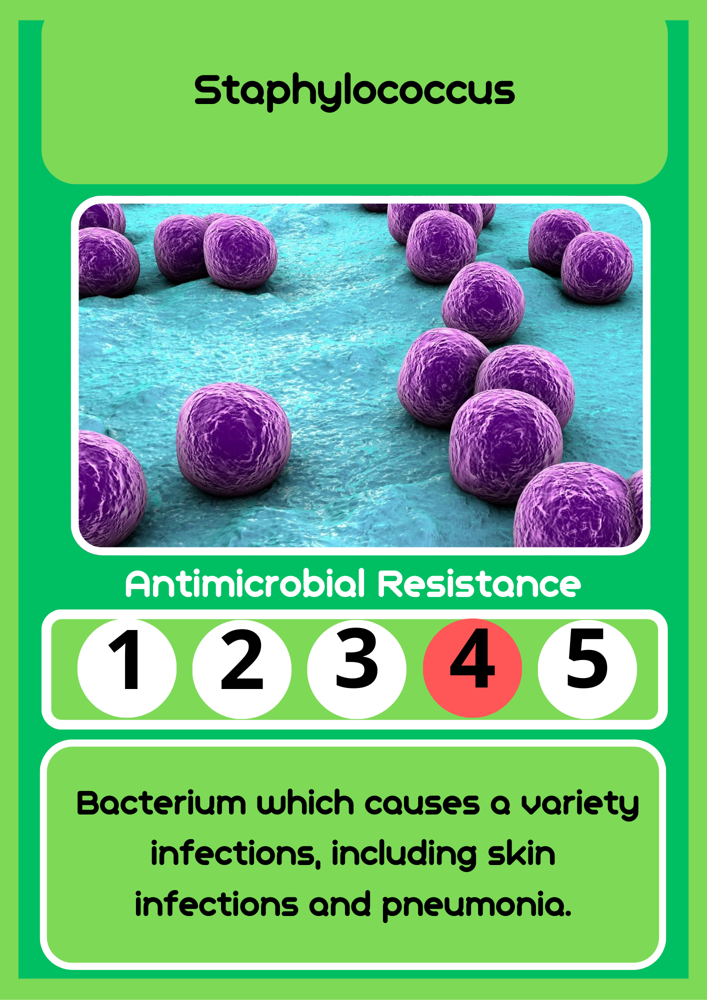 Staphylococcus
Antimicrobial Resistance
1 2 3 4 5
Bacterium which causes a variety
infections, including skin
infections and pneumonia.